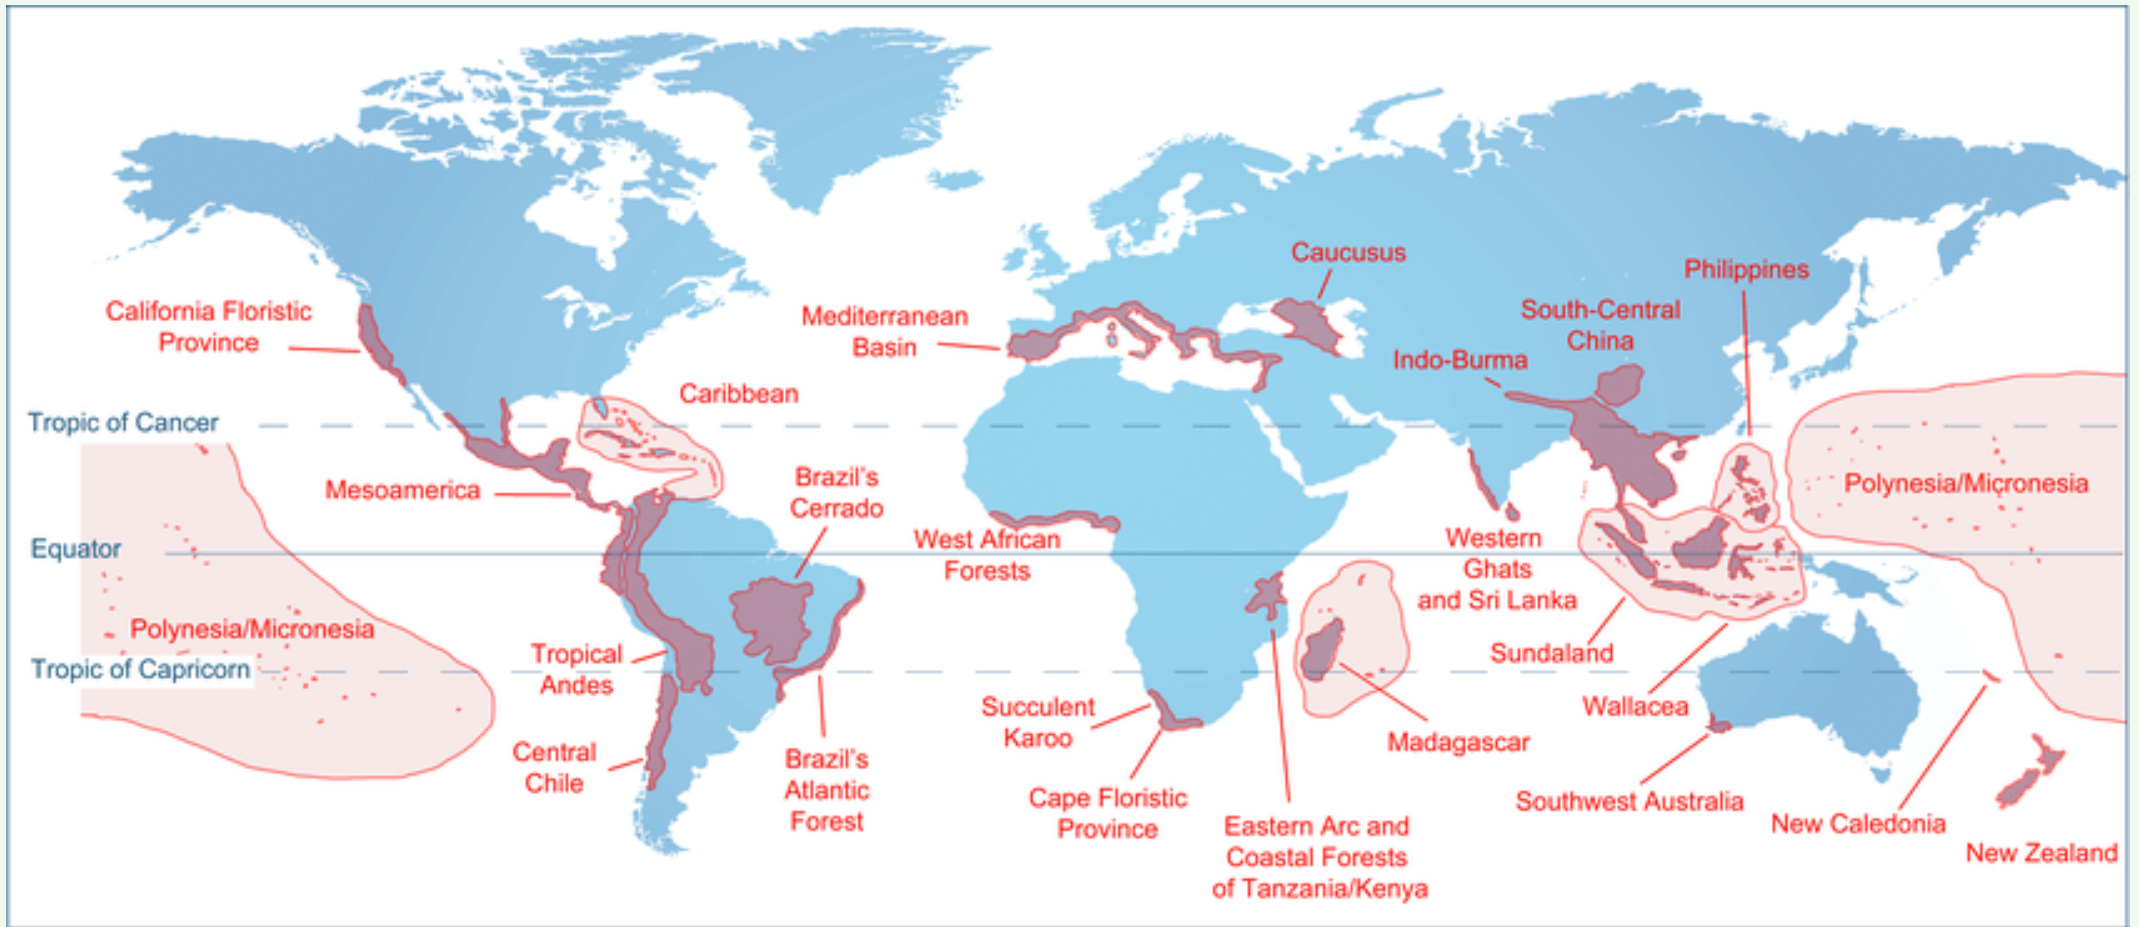 Caucusus
Philippines
California Floristic
Province
Mediterranean
Basin
South-Central
China
Indo-Burma
Caribbean
Tropic of Cancer
Mesoamerica
Brazil's
Cerrado
Polynesia/Micronesia
Equator
West African
Forests
Western
Ghats
and Sri Lanka
Polynesia/Micronesia
Sundaland
Tropic of Capricorn
Tropical
Andes
Succulent
Karoo
Wallacea
Madagascar
Central
Chile
Brazil's
Atlantic
Forest
Cape Floristic
Province
Southwest Australia
New Caledonia
Eastern Arc and
Coastal Forests
of Tanzania/Kenya
New Zealand